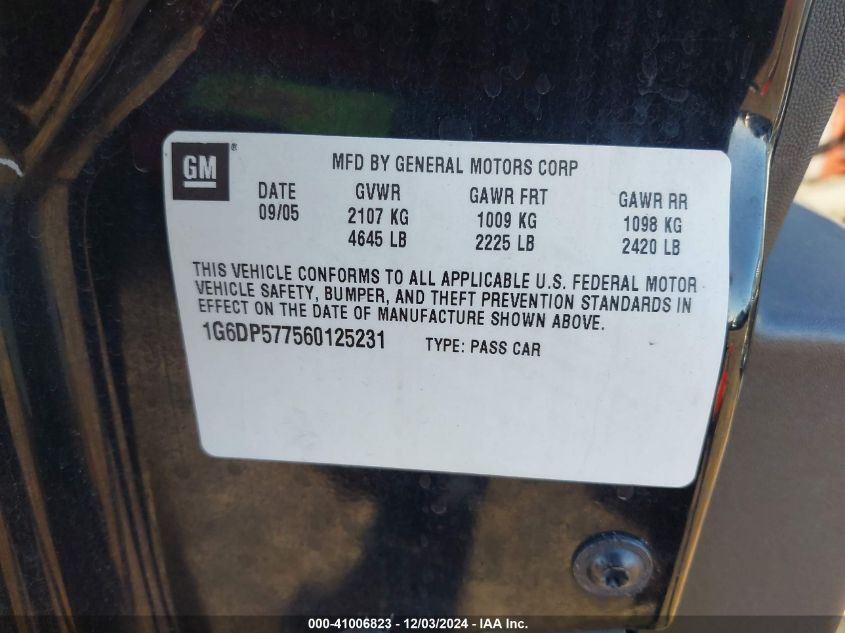 GM®
MFD BY GENERAL MOTORS CORP
DATE GVWR GAWR FRT GAWR RR
09/05 2107 KG 1009 KG 1098 KG
4645 LB 2225 LB 2420 LB
THIS VEHICLE CONFORMS TO ALL APPLICABLE U.S. FEDERAL MOTOR
VEHICLE SAFETY, BUMPER, AND THEFT PREVENTION STANDARDS IN
EFFECT ON THE DATE OF MANUFACTURE SHOWN ABOVE.
1G6DP577560125231 TYPE: PASS CAR
000-41006823 - 12/03/2024 - IAA Inc.